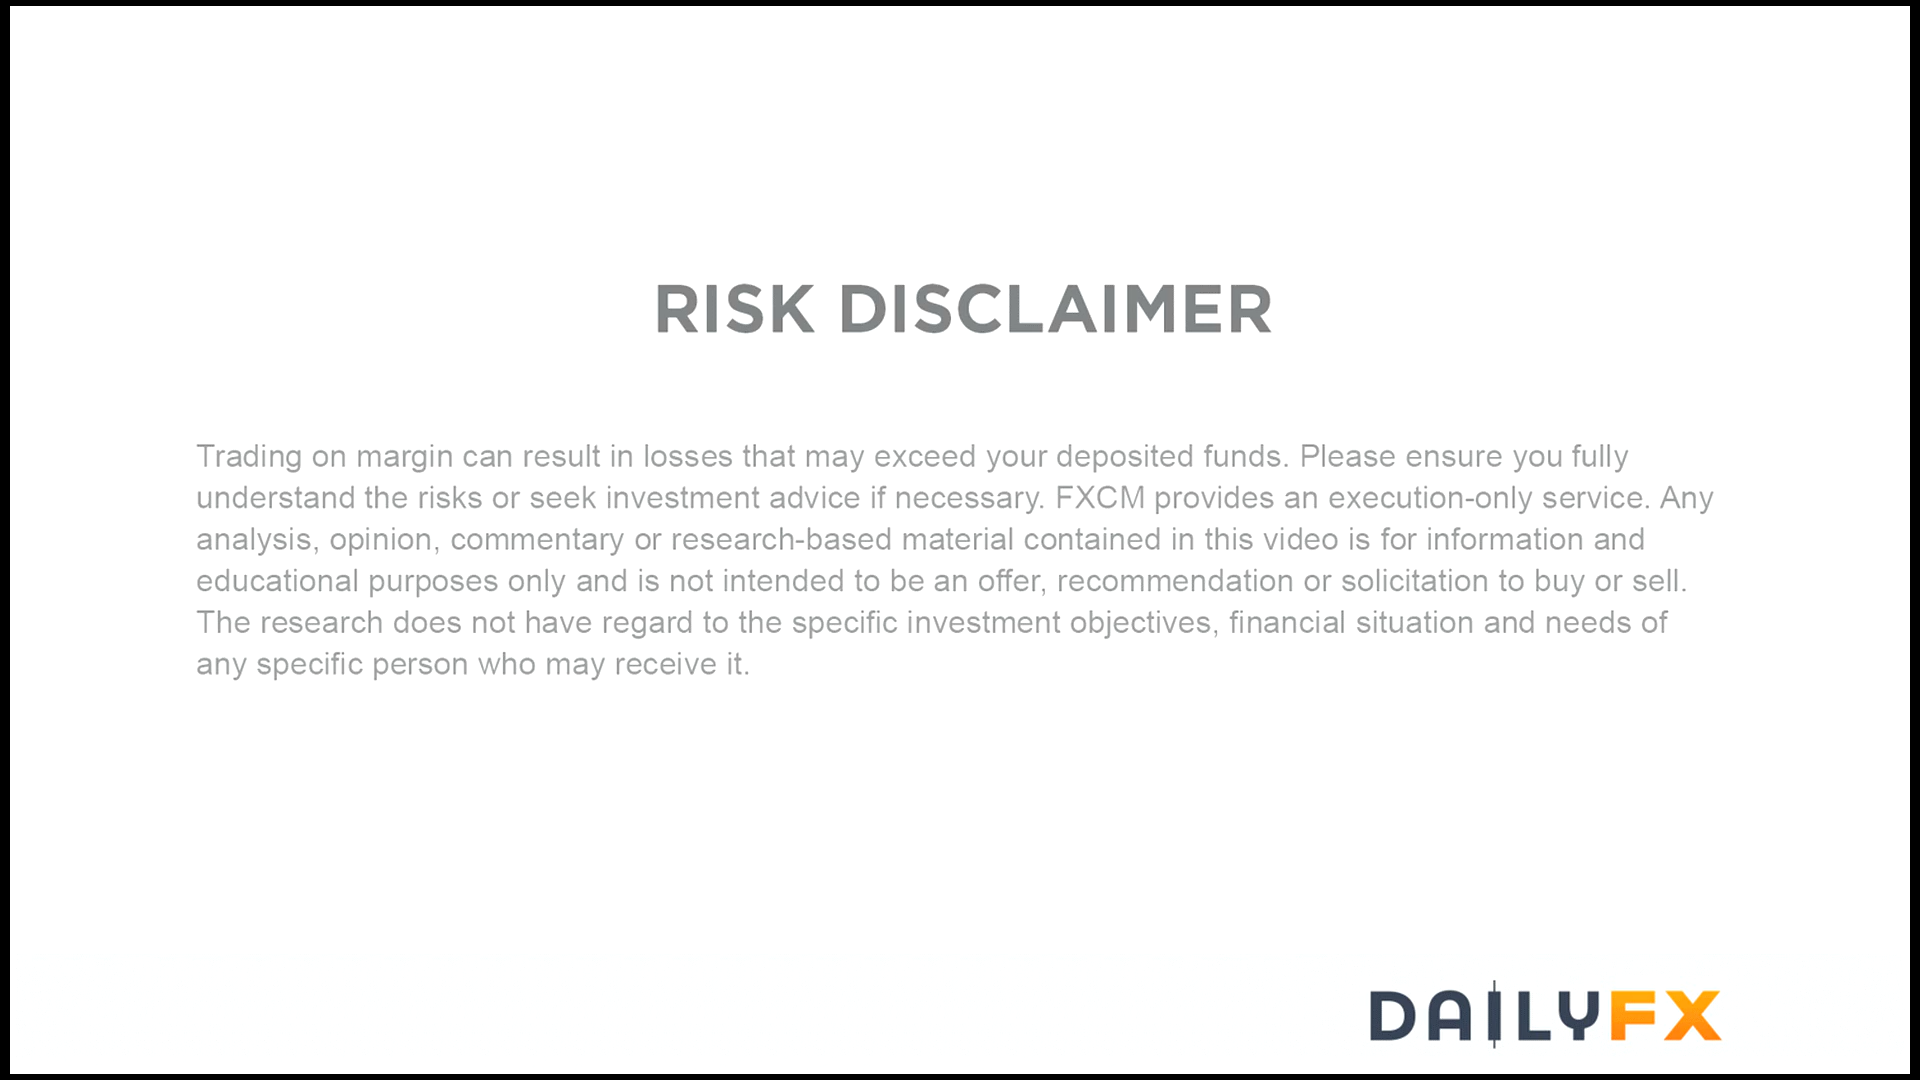 RISK DISCLAIMER
Trading on margin can result in losses that may exceed your deposited funds. Please ensure you fully
understand the risks or seek investment advice if necessary. FXCM provides an execution-only service. Any
analysis, opinion, commentary or research-based material contained in this video is for information and
educational purposes only and is not intended to be an offer, recommendation or solicitation to buy or sell.
The research does not have regard to the specific investment objectives, financial situation and needs of
any specific person who may receive it.
DAILYFX